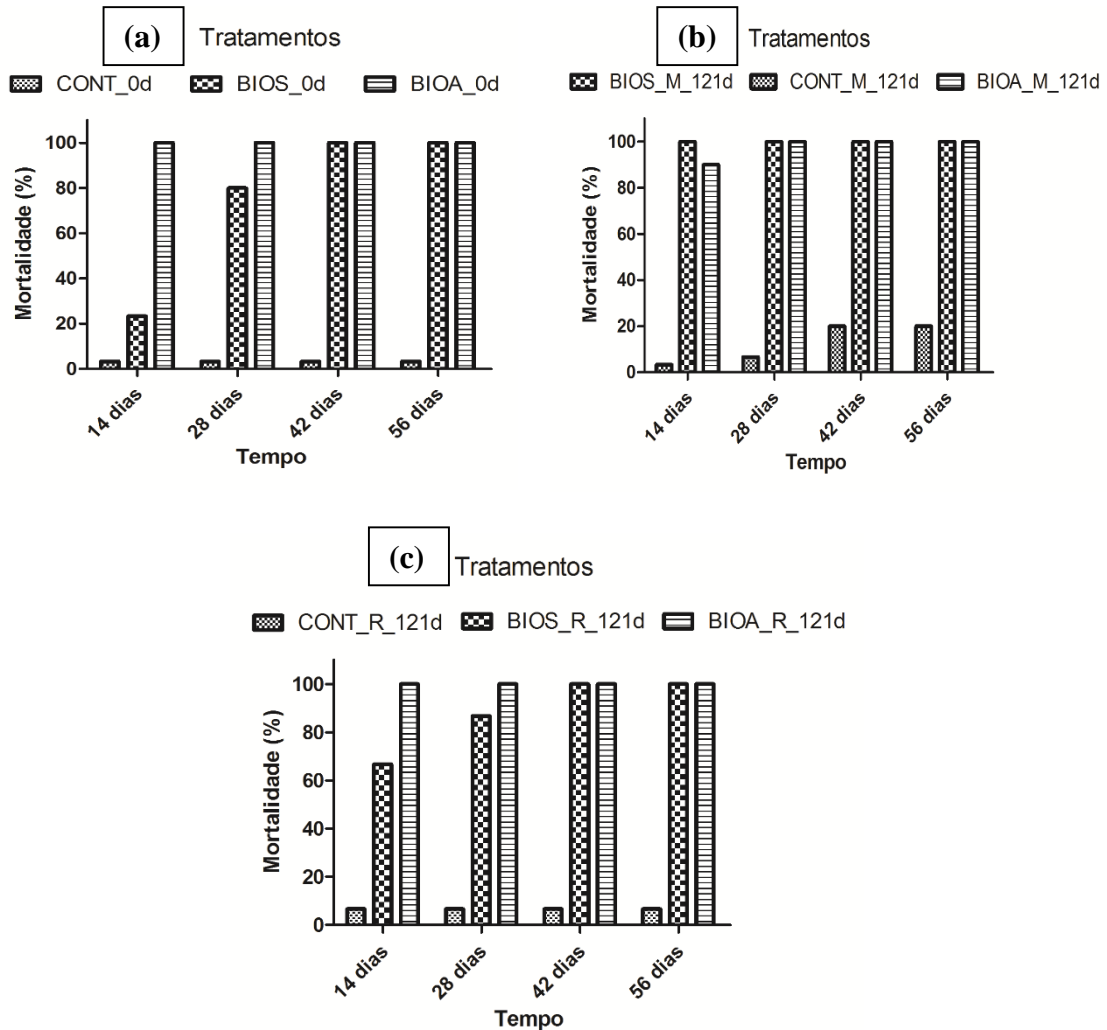 (a) Tratamentos
CONT_0d BIOS_0d BIOA_0d
Mortalidade (%)
100
80
60
40
20
0
14 dias 28 dias 42 dias 56 dias
Tempo
(b) Tratamentos
BIOS_M_121d CONT_M_121d BIOA_M_121d
Mortalidade (%)
100
80
60
40
20
0
14 dias 28 dias 42 dias 56 dias
Tempo
(c) Tratamentos
CONT_R_121d BIOS_R_121d BIOA_R_121d
Mortalidade (%)
100
80
60
40
20
0
14 dias 28 dias 42 dias 56 dias
Tempo